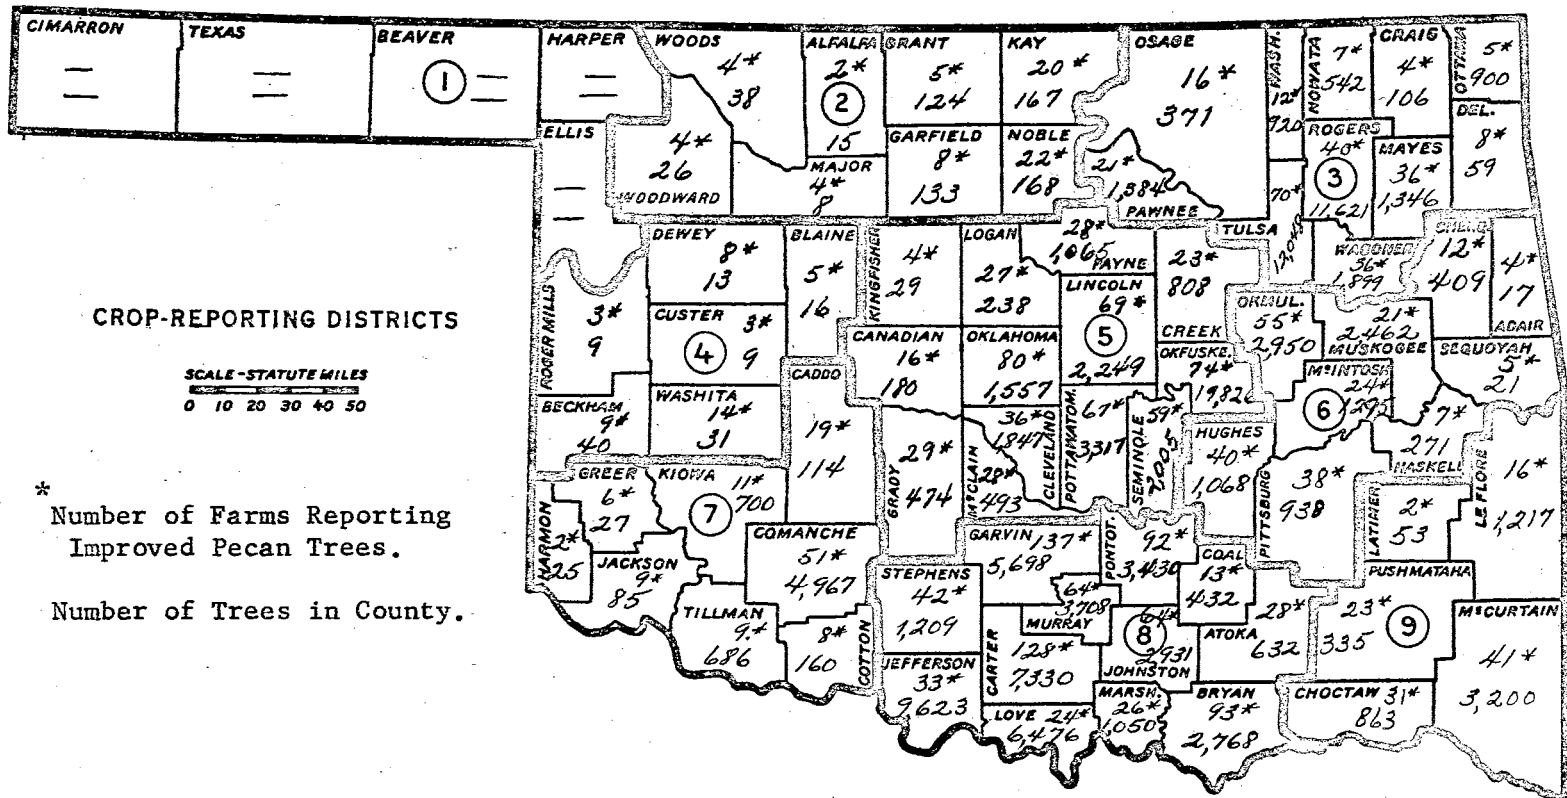 CIMARRON
—
—
TEXAS
—
—
BEAVER
1
—
—
HARPER
—
—
WOODS
4*
38
ALFALFA
2*
2
15
GRANT
5*
124
KAY
20*
167
OSAGE
16*
371
WASH.
12*
920
NOWATA
7*
542
CRAIG
4*
106
OTTAWA
5*
900
DEL.
8*
59
ELLIS
—
—
4*
26
WOODWARD
MAJOR
4*
8
GARFIELD
8*
133
NOBLE
22*
168
21*
1,384
PAWNEE
70*
TULSA
ROGERS
40*
3
11,621
MAYES
36*
1,346
WAGONER
36*
1,899
12*
409
4*
17
ADAIR
ROGER MILLS
3*
9
DEWEY
8*
13
BLAINE
5*
16
KINGFISHER
4*
29
LOGAN
27*
238
28*
1,065
PAYNE
LINCOLN
69*
5
2,249
23*
808
CREEK
OKMUL.
55*
2,950
21*
2,462
MUSKOGEE
SEQUOYAH
5*
21
CUSTER
3*
4
9
CANADIAN
16*
180
OKLAHOMA
80*
1,557
OKFUSKE.
74*
19,826
McINTOSH
24*
6
1,295
7*
271
HASKELL
BECKHAM
9*
40
WASHITA
14*
31
CADDO
19*
114
GRADY
29*
474
McCLAIN
28*
493
36*
1,847
CLEVELAND
POTTAWATOM.
67*
3,317
SEMINOLE
59*
2,005
HUGHES
40*
1,068
PITTSBURG
38*
938
LATIMER
2*
53
LE FLORE
16*
1,217
HARMON
2*
25
GREER
6*
27
KIOWA
11*
700
7
JACKSON
9*
85
COMANCHE
51*
4,967
TILLMAN
9*
686
8*
160
COTTON
STEPHENS
42*
1,209
JEFFERSON
33*
9,623
GARVIN
137*
5,698
64*
3,708
MURRAY
CARTER
128*
7,330
LOVE
24*
6,476
PONTOT.
92*
3,430
COAL
13*
432
64*
8
2,931
JOHNSTON
ATOKA
28*
632
MARSH.
26*
1,050
BRYAN
93*
2,768
PUSHMATAHA
23*
335
9
CHOCTAW
31*
863
McCURTAIN
41*
3,200
CROP-REPORTING DISTRICTS
SCALE-STATUTE MILES
0 10 20 30 40 50
*
Number of Farms Reporting
Improved Pecan Trees.
Number of Trees in County.